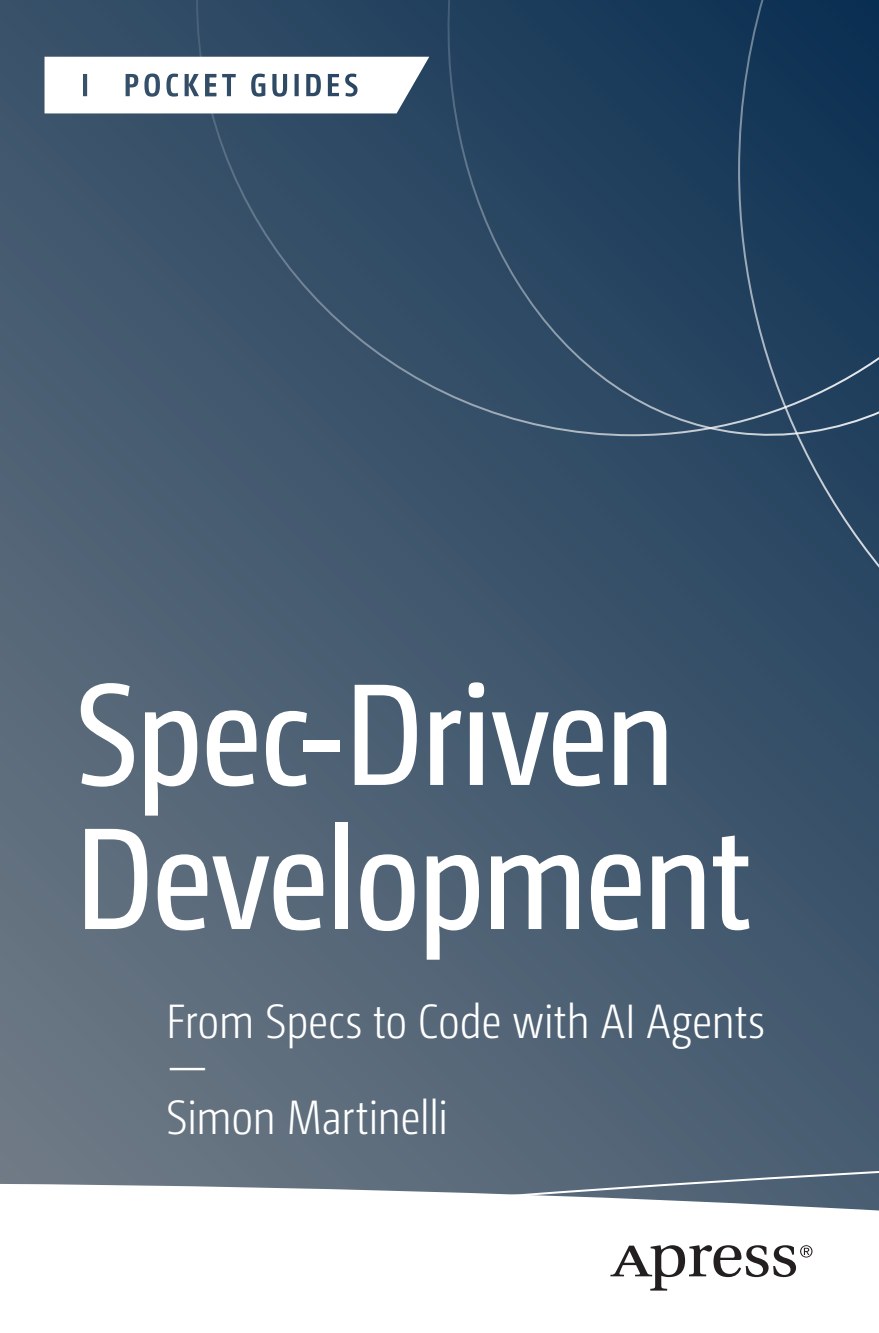 I POCKET GUIDES
Spec-Driven
Development
From Specs to Code with AI Agents
—
Simon Martinelli
Apress®